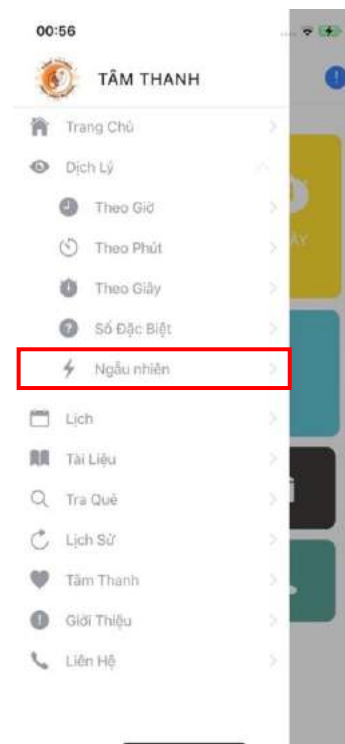 00:56
TÂM THANH
Trang Chủ
Dịch Lý
Theo Giờ
Theo Phút
Theo Giây
Số Đặc Biệt
Ngẫu nhiên
Lịch
Tài Liệu
Tra Quẻ
Lịch Sử
Tâm Thanh
Giới Thiệu
Liên Hệ